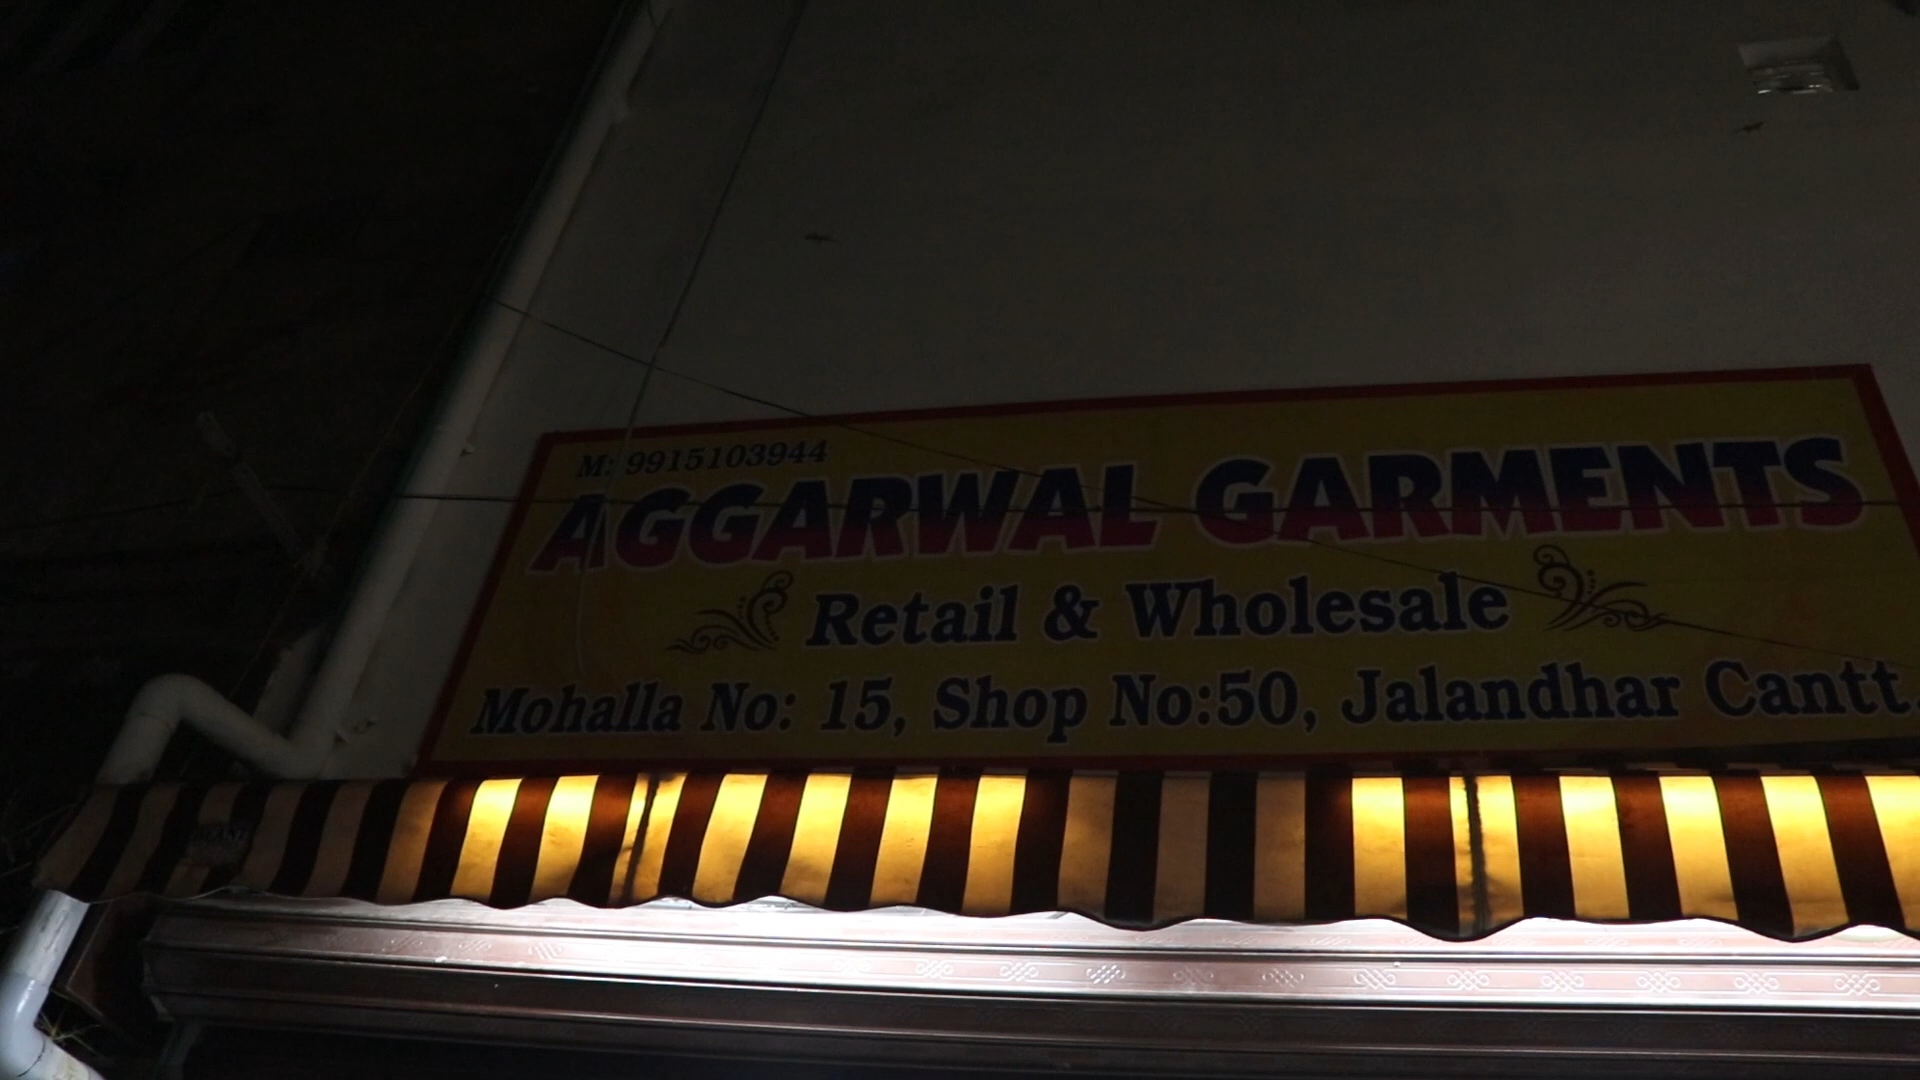 M: 9915103944
AGGARWAL GARMENTS
Retail & Wholesale
Mohalla No: 15, Shop No:50, Jalandhar Cantt.